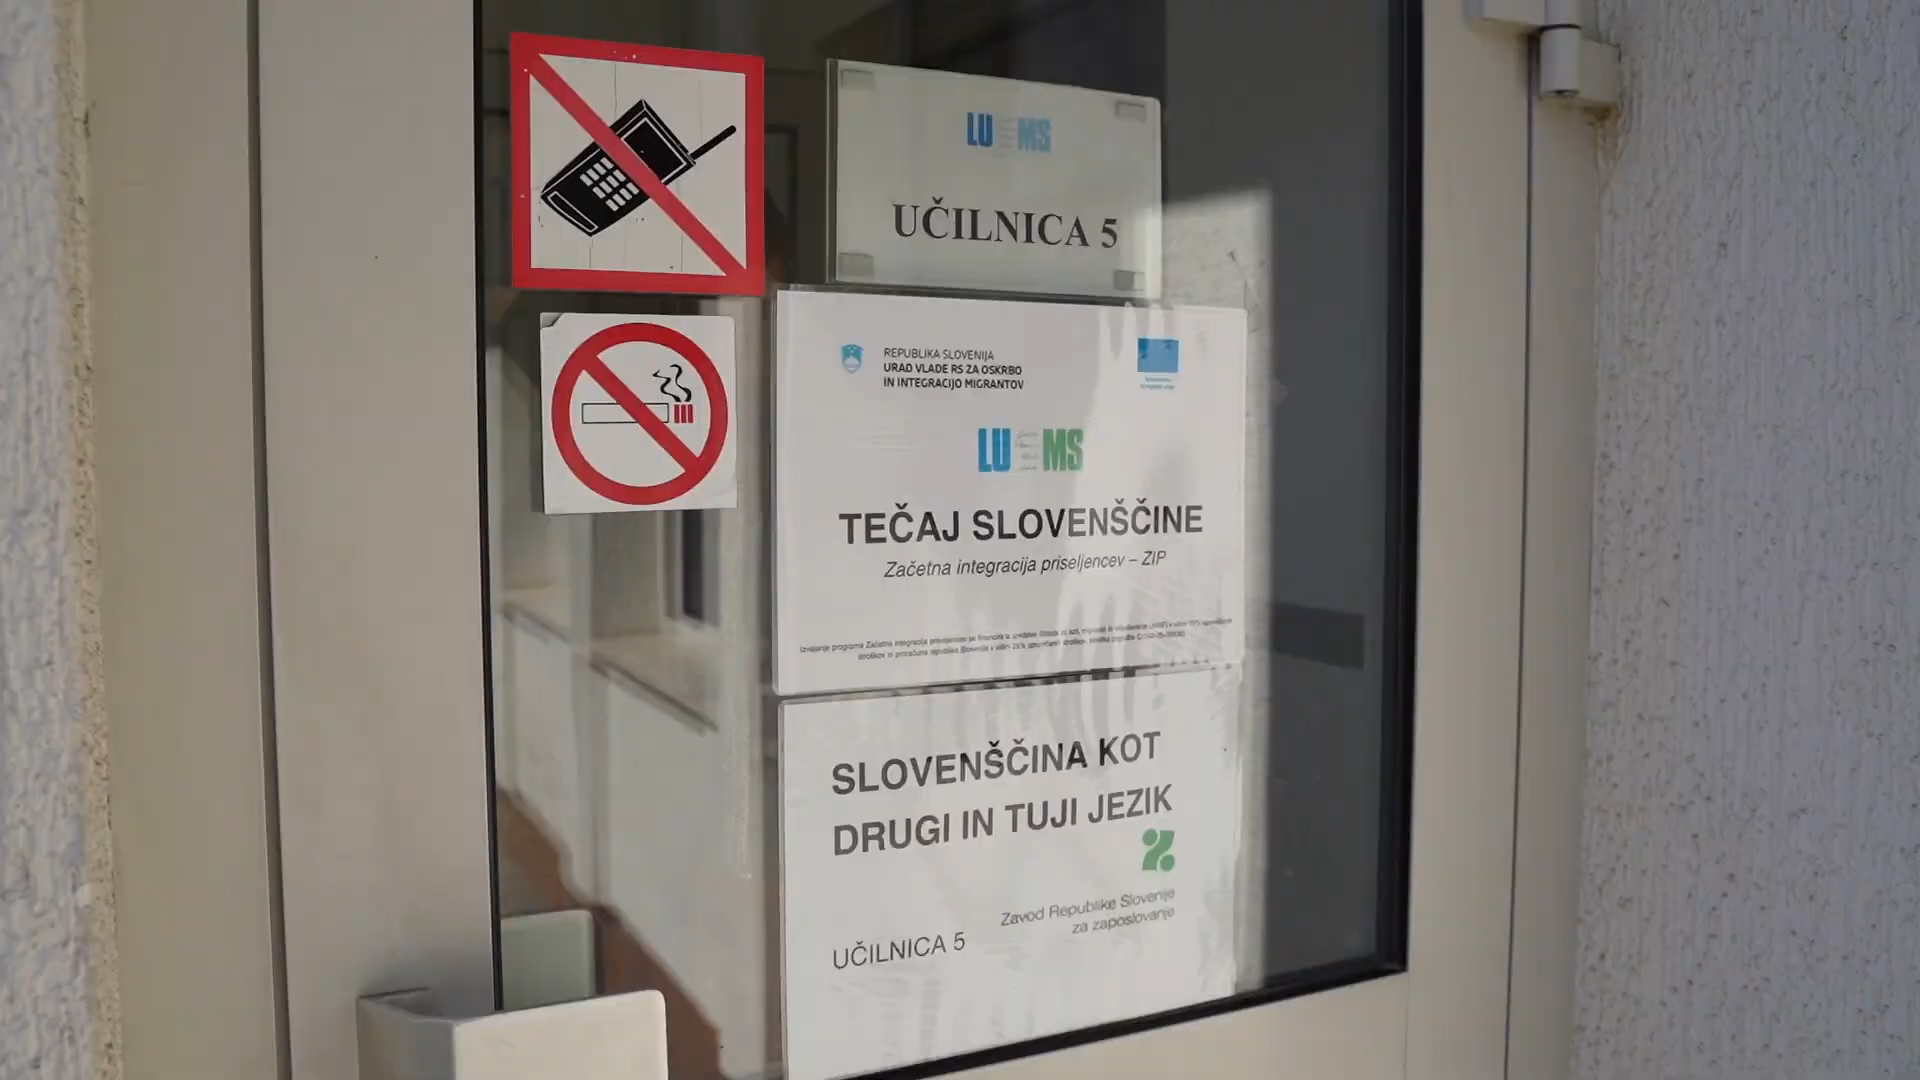 LU MS
UČILNICA 5
REPUBLIKA SLOVENIJA
URAD VLADE RS ZA OSKRBO
IN INTEGRACIJO MIGRANTOV
LU MS
TEČAJ SLOVENŠČINE
Začetna integracija priseljencev – ZIP
SLOVENŠČINA KOT
DRUGI IN TUJI JEZIK
Zavod Republike Slovenije
za zaposlovanje
UČILNICA 5